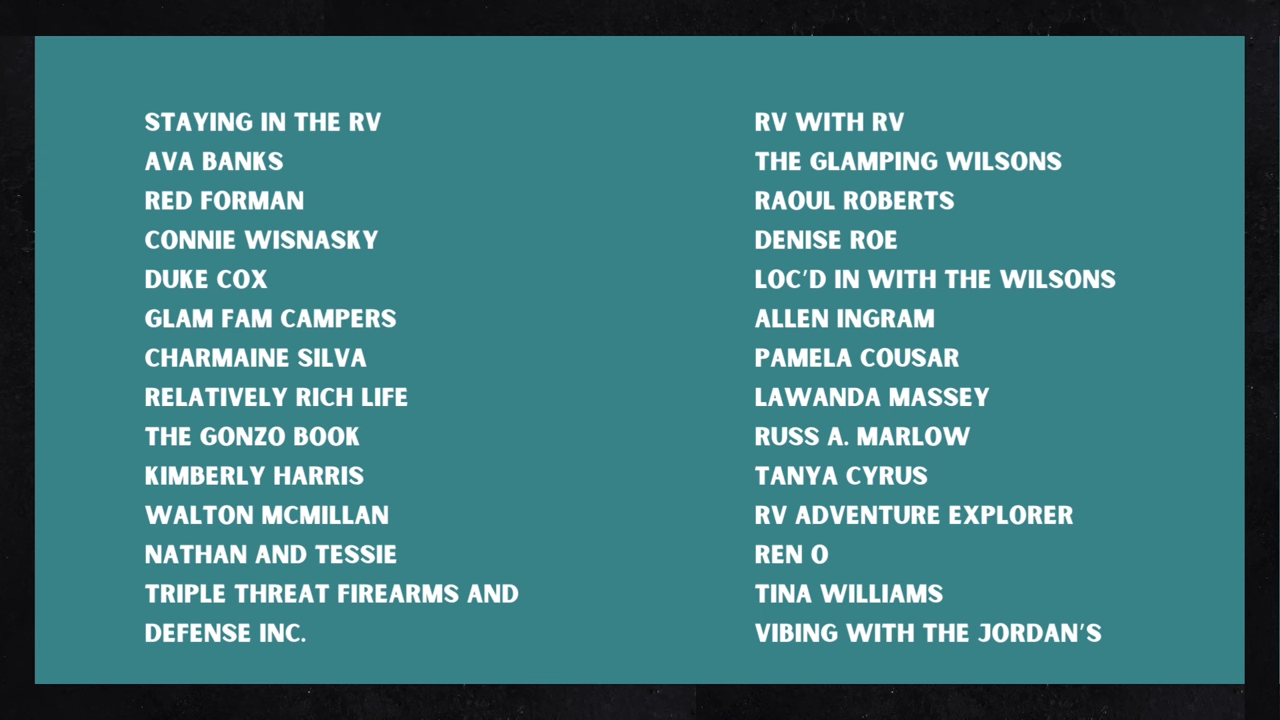 STAYING IN THE RV
AVA BANKS
RED FORMAN
CONNIE WISNASKY
DUKE COX
GLAM FAM CAMPERS
CHARMAINE SILVA
RELATIVELY RICH LIFE
THE GONZO BOOK
KIMBERLY HARRIS
WALTON MCMILLAN
NATHAN AND TESSIE
TRIPLE THREAT FIREARMS AND
DEFENSE INC.
RV WITH RV
THE GLAMPING WILSONS
RAOUL ROBERTS
DENISE ROE
LOC'D IN WITH THE WILSONS
ALLEN INGRAM
PAMELA COUSAR
LAWANDA MASSEY
RUSS A. MARLOW
TANYA CYRUS
RV ADVENTURE EXPLORER
REN O
TINA WILLIAMS
VIBING WITH THE JORDAN'S